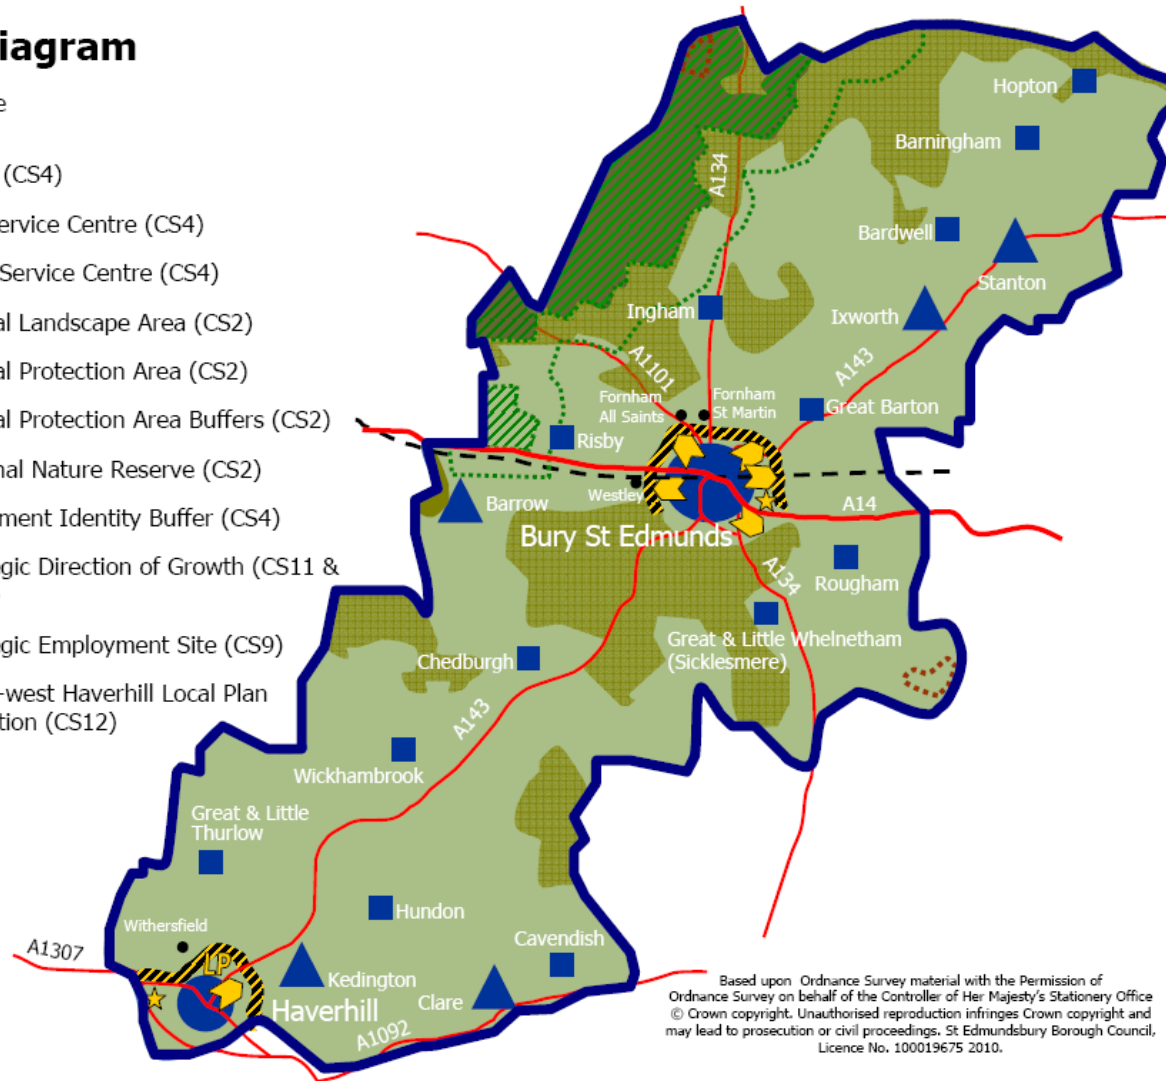 iagram
e
(CS4)
ervice Centre (CS4)
Service Centre (CS4)
al Landscape Area (CS2)
al Protection Area (CS2)
al Protection Area Buffers (CS2)
nal Nature Reserve (CS2)
ment Identity Buffer (CS4)
gic Direction of Growth (CS11 &
gic Employment Site (CS9)
-west Haverhill Local Plan
tion (CS12)
Hopton
Barningham
A134
Bardwell
Stanton
Ingham
Ixworth
A1101
A143
Fornham
All Saints
Fornham
St Martin
Great Barton
Risby
Westley
Barrow
A14
Bury St Edmunds
A134
Rougham
Great & Little Whelnetham
(Sicklesmere)
Chedburgh
A143
Wickhambrook
Great & Little
Thurlow
Hundon
Withersfield
Cavendish
A1307
LP
Kedington
Clare
Haverhill
A1092
Based upon Ordnance Survey material with the Permission of
Ordnance Survey on behalf of the Controller of Her Majesty's Stationery Office
© Crown copyright. Unauthorised reproduction infringes Crown copyright and
may lead to prosecution or civil proceedings. St Edmundsbury Borough Council,
Licence No. 100019675 2010.